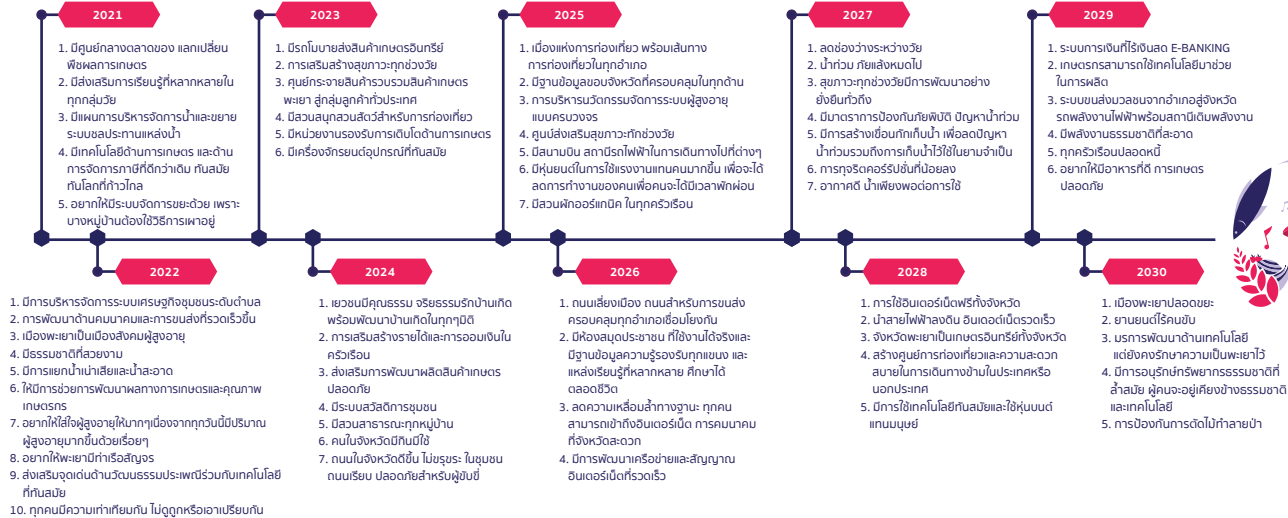 2021
1. มีศูนย์กลางตลาดของ แลกเปลี่ยน
พืชผลการเกษตร
2. มีส่งเสริมการเรียนรู้ที่หลากหลายใน
ทุกกลุ่มวัย
3. มีแผนการบริหารจัดการน้ำและขยาย
ระบบชลประทานแหล่งน้ำ
4. มีเทคโนโลยีด้านการเกษตร และด้าน
การจัดการภาษีที่ดีกว่าเดิม ทันสมัย
ทันโลกที่ก้าวไกล
5. อยากให้มีระบบจัดการขยะด้วย เพราะ
บางหมู่บ้านต้องใช้วิธีการเผาอยู่
2023
1. มีรถโมบายส่งสินค้าเกษตรอินทรีย์
2. การเสริมสร้างสุขภาวะทุกช่วงวัย
3. ศูนย์กระจายสินค้ารวบรวมสินค้าเกษตร
พะเยา สู่กลุ่มลูกค้าทั่วประเทศ
4. มีสวนสนุกสวนสัตว์สำหรับการท่องเที่ยว
5. มีหน่วยงานรองรับการเติบโตด้านการเกษตร
6. มีเครื่องจักรยนต์อุปกรณ์ที่ทันสมัย
2025
1. เมืองแห่งการท่องเที่ยว พร้อมเส้นทาง
การท่องเที่ยวในทุกอำเภอ
2. มีฐานข้อมูลขอบจังหวัดที่ครอบคลุมในทุกด้าน
3. การบริหารนวัตกรรมจัดการระบบผู้สูงอายุ
แบบครบวงจร
4. ศูนย์ส่งเสริมสุขภาวะทักช่วงวัย
5. มีสนามบิน สถานีรถไฟฟ้าในการเดินทางไปที่ต่างๆ
6. มีหุ่นยนต์ในการใช้แรงงานแทนคนมากขึ้น เพื่อจะได้
ลดการทำงานของคนเพื่อคนจะได้มีเวลาพักผ่อน
7. มีสวนผักออร์แกนิค ในทุกครัวเรือน
2027
1. ลดช่องว่างระหว่างวัย
2. น้ำท่วม ภัยแล้งหมดไป
3. สุขภาวะทุกช่วงวัยมีการพัฒนาอย่าง
ยั่งยืนทั่วถึง
4. มีมาตราการป้องกันภัยพิบัติ ปัญหาน้ำท่วม
5. มีการสร้างเขื่อนกักเก็บน้ำ เพื่อลดปัญหา
น้ำท่วมรวมถึงการเก็บน้ำไว้ใช้ในยามจำเป็น
6. การทุจริตคอร์รัปชั่นที่น้อยลง
7. อากาศดี น้ำเพียงพอต่อการใช้
2029
1. ระบบการเงินที่ไร้เงินสด E-BANKING
2. เกษตรกรสามารถใช้เทคโนโลยีมาช่วย
ในการผลิต
3. ระบบขนส่งมวลชนจากอำเภอสู่จังหวัด
รถพลังงานไฟฟ้าพร้อมสถานีเติมพลังงาน
4. มีพลังงานธรรมชาติที่สะอาด
5. ทุกครัวเรือนปลอดหนี้
6. อยากให้มีอาหารที่ดี การเกษตร
ปลอดภัย
2022
1. มีการบริหารจัดการระบบเศรษฐกิจชุมชนระดับตำบล
2. การพัฒนาด้านคมนาคมและการขนส่งที่รวดเร็วขึ้น
3. เมืองพะเยาเป็นเมืองสังคมผู้สูงอายุ
4. มีธรรมชาติที่สวยงาม
5. มีการแยกน้ำเน่าเสียและน้ำสะอาด
6. ให้มีการช่วยการพัฒนาผลทางการเกษตรและคุณภาพ
เกษตรกร
7. อยากให้ใส่ใจผู้สูงอายุให้มากๆเนื่องจากทุกวันนี้มีปริมาณ
ผู้สูงอายุมากขึ้นด้วยเรื่อยๆ
8. อยากให้พะเยามีท่าเรือสัญจร
9. ส่งเสริมจุดเด่นด้านวัฒนธรรมประเพณีร่วมกับเทคโนโลยี
ที่ทันสมัย
10. ทุกคนมีความเท่าเทียมกัน ไม่ดูถูกหรือเอาเปรียบกัน
2024
1. เยวชนมีคุณธรรม จริยธรรมรักบ้านเกิด
พร้อมพัฒนาบ้านเกิดในทุกๆมิติ
2. การเสริมสร้างรายได้และการออมเงินใน
ครัวเรือน
3. ส่งเสริมการพัฒนาผลิตสินค้าเกษตร
ปลอดภัย
4. มีระบบสวัสดิการชุมชน
5. มีสวนสาธารณะทุกหมู่บ้าน
6. คนในจังหวัดมีกินมีใช้
7. ถนนในจังหวัดดีขึ้น ไม่ขรุขระ ในชุมชน
ถนนเรียบ ปลอดภัยสำหรับผู้ขับขี่
2026
1. ถนนเลี่ยงเมือง ถนนสำหรับการขนส่ง
ครอบคลุมทุกอำเภอเชื่อมโยงกัน
2. มีห้องสมุดประชาชน ที่ใช้งานได้จริงและ
มีฐานข้อมูลความรู้รองรับทุกแขนง และ
แหล่งเรียนรู้ที่หลากหลาย ศึกษาได้
ตลอดชีวิต
3. ลดความเหลื่อมล้ำทางฐานะ ทุกคน
สามารถเข้าถึงอินเตอร์เน็ต การคมนาคม
ที่จังหวัดสะดวก
4. มีการพัฒนาเครือข่ายและสัญญาณ
อินเตอร์เน็ตที่รวดเร็ว
2028
1. การใช้อินเตอร์เน็ตฟรีทั้งจังหวัด
2. นำสายไฟฟ้าลงดิน อินเตอร์เน็ตรวดเร็ว
3. จังหวัดพะเยาเป็นเกษตรอินทรีย์ทั้งจังหวัด
4. สร้างศูนย์การท่องเที่ยวและความสะดวก
สบายในการเดินทางข้ามในประเทศหรือ
นอกประเทศ
5. มีการใช้เทคโนโลยีทันสมัยและใช้หุ่นยนต์
แทนมนุษย์
2030
1. เมืองพะเยาปลอดขยะ
2. ยานยนต์ไร้คนขับ
3. มรการพัฒนาด้านเทคโนโลยี
แต่ยังคงรักษาความเป็นพะเยาไว้
4. มีการอนุรักษ์ทรัพยากรธรรมชาติที่
ล้ำสมัย ผู้คนจะอยู่เคียงข้างธรรมชาติ
และเทคโนโลยี
5. การป้องกันการตัดไม้ทำลายป่า